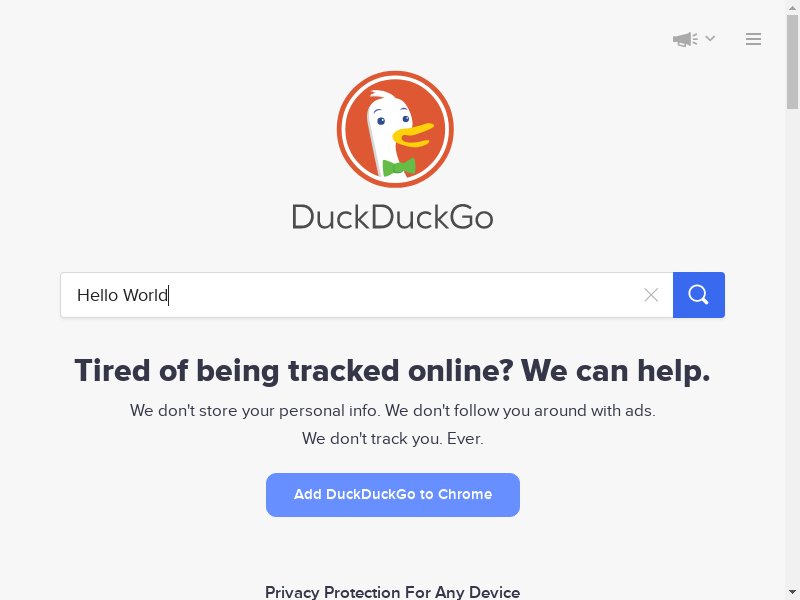 DuckDuckGo
Hello World
Tired of being tracked online? We can help.
We don't store your personal info. We don't follow you around with ads.
We don't track you. Ever.
Add DuckDuckGo to Chrome
Privacy Protection For Any Device